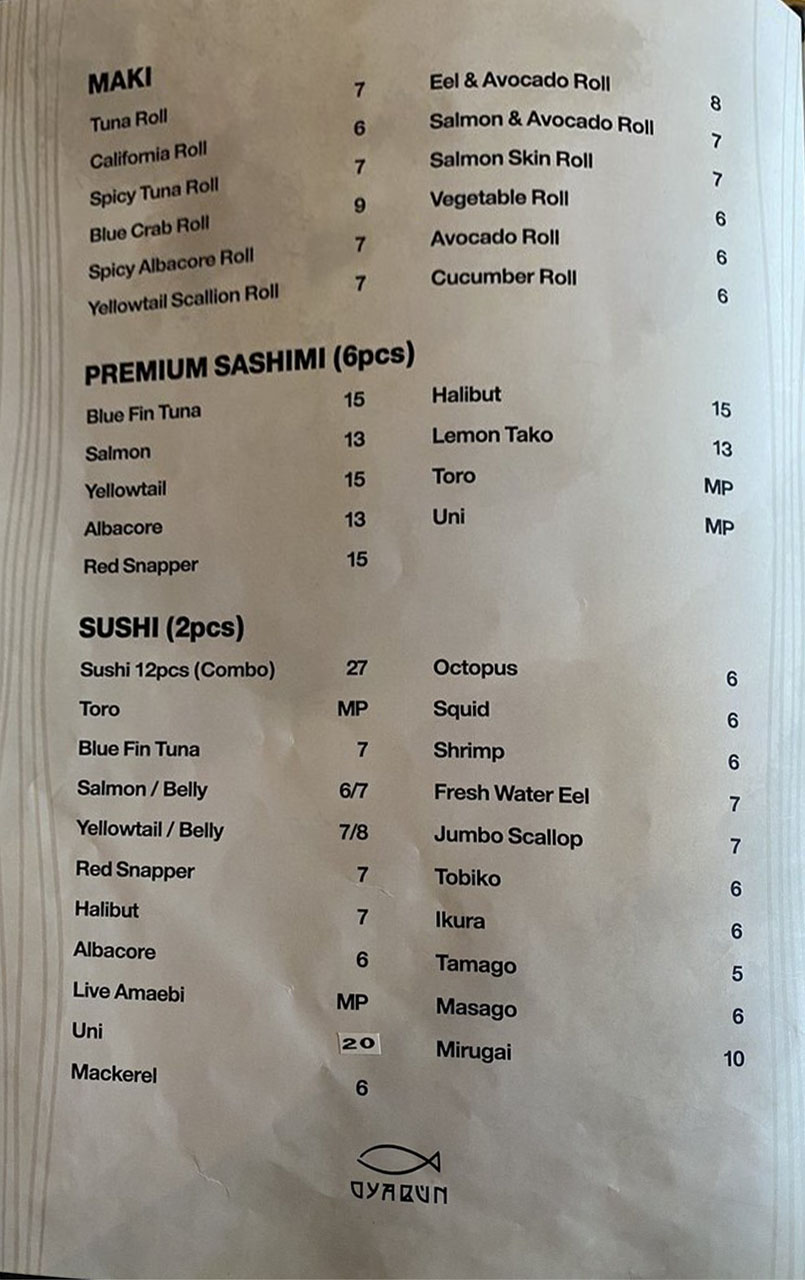 MAKI
Tuna Roll 7
California Roll 6
Spicy Tuna Roll 7
Blue Crab Roll 9
Spicy Albacore Roll 7
Yellowtail Scallion Roll 7
Eel & Avocado Roll 8
Salmon & Avocado Roll 7
Salmon Skin Roll 7
Vegetable Roll 6
Avocado Roll 6
Cucumber Roll 6
PREMIUM SASHIMI (6pcs)
Blue Fin Tuna 15
Salmon 13
Yellowtail 15
Albacore 13
Red Snapper 15
Halibut 15
Lemon Tako 13
Toro MP
Uni MP
SUSHI (2pcs)
Sushi 12pcs (Combo) 27
Toro MP
Blue Fin Tuna 7
Salmon / Belly 6/7
Yellowtail / Belly 7/8
Red Snapper 7
Halibut 7
Albacore 6
Live Amaebi MP
Uni 20
Mackerel 6
Octopus 6
Squid 6
Shrimp 6
Fresh Water Eel 7
Jumbo Scallop 7
Tobiko 6
Ikura 6
Tamago 5
Masago 6
Mirugai 10
OYABUN